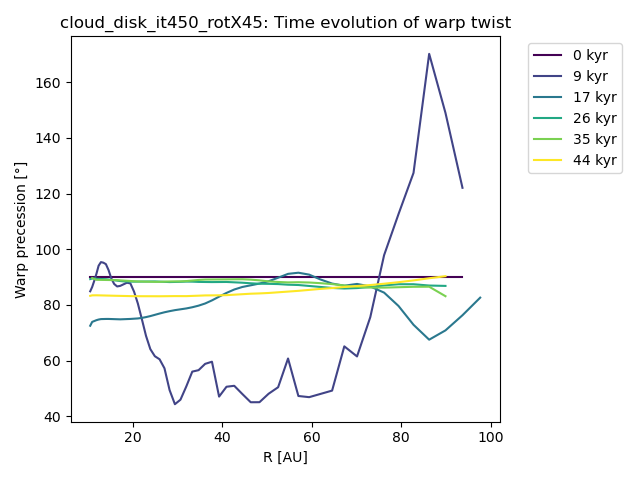 cloud_disk_it450_rotX45: Time evolution of warp twist
Warp precession [°]
160
140
120
100
80
60
40
20
40
60
80
100
R [AU]
0 kyr
9 kyr
17 kyr
26 kyr
35 kyr
44 kyr